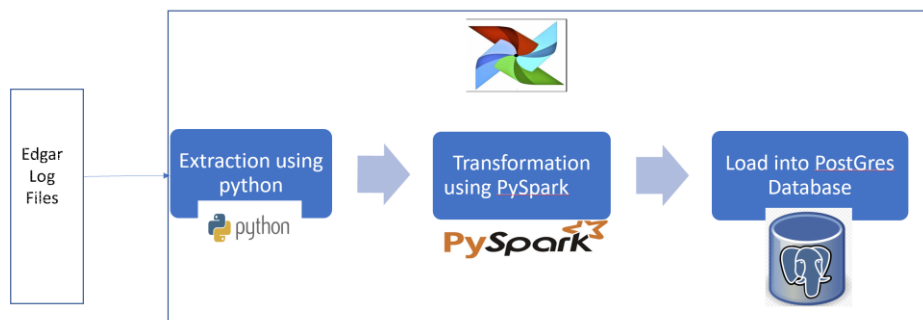 Edgar
Log
Files
Extraction using
python
python
Transformation
using PySpark
PySpark
Load into PostGres
Database